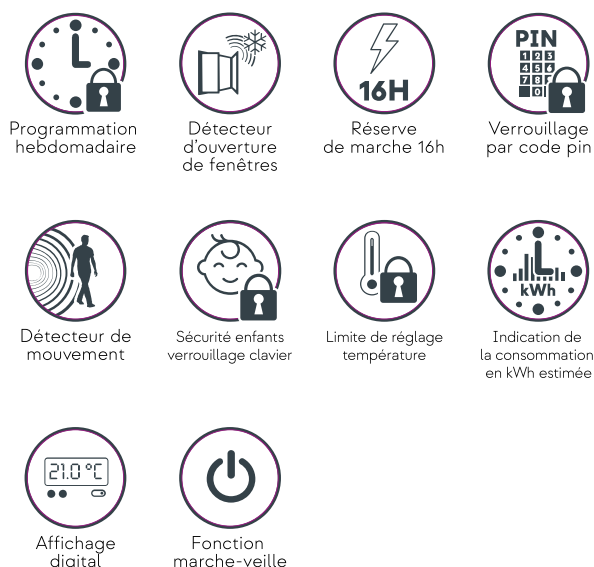 16H
PIN
1 2 3
4 5 6
7 8
0
Programmation
hebdomadaire
Détecteur
d'ouverture
de fenêtres
Réserve
de marche 16h
Verrouillage
par code pin
kWh
Détecteur de
mouvement
Sécurité enfants
verrouillage clavier
Limite de réglage
température
Indication de
la consommation
en kWh estimée
21.0 °C
Affichage
digital
Fonction
marche-veille